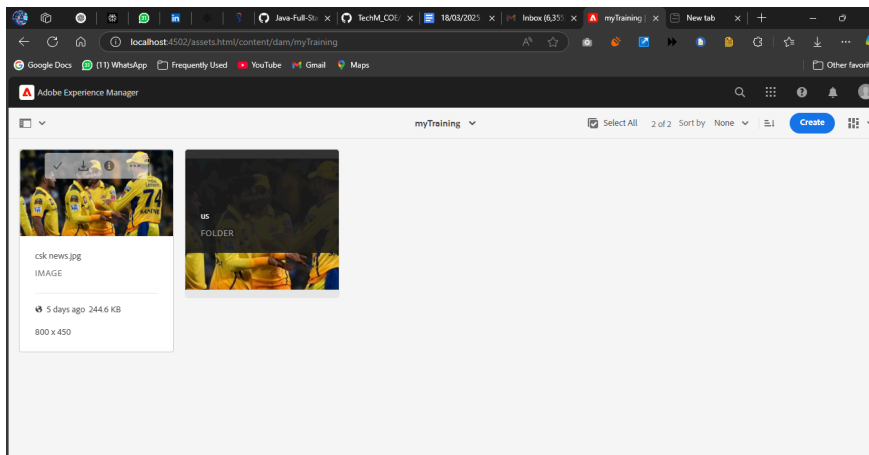 Java-Full-Sta
TechM_COE/
18/03/2025
Inbox (6,355
myTraining |
New tab
localhost:4502/assets.html/content/dam/myTraining
Google Docs
(11) WhatsApp
Frequently Used
YouTube
Gmail
Maps
Other favorit
Adobe Experience Manager
myTraining
Select All
2 of 2
Sort by
None
Create
74
us
FOLDER
csk news.jpg
IMAGE
5 days ago 244.6 KB
800 x 450